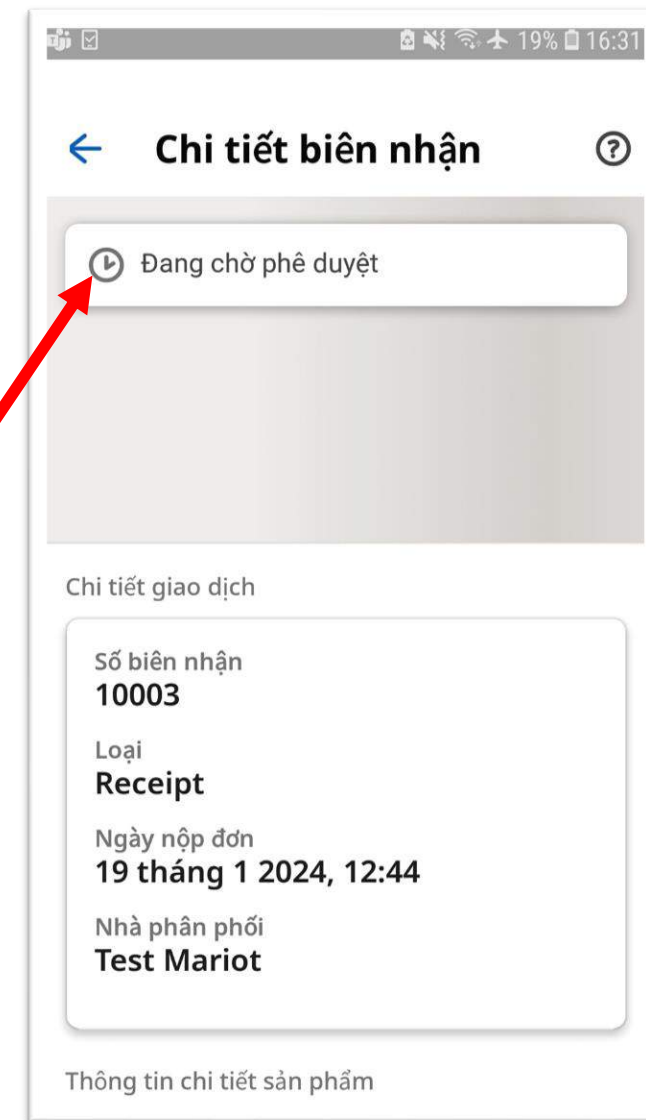 19% 16:31
Chi tiết biên nhận
Đang chờ phê duyệt
Chi tiết giao dịch
Số biên nhận
10003
Loại
Receipt
Ngày nộp đơn
19 tháng 1 2024, 12:44
Nhà phân phối
Test Mariot
Thông tin chi tiết sản phẩm